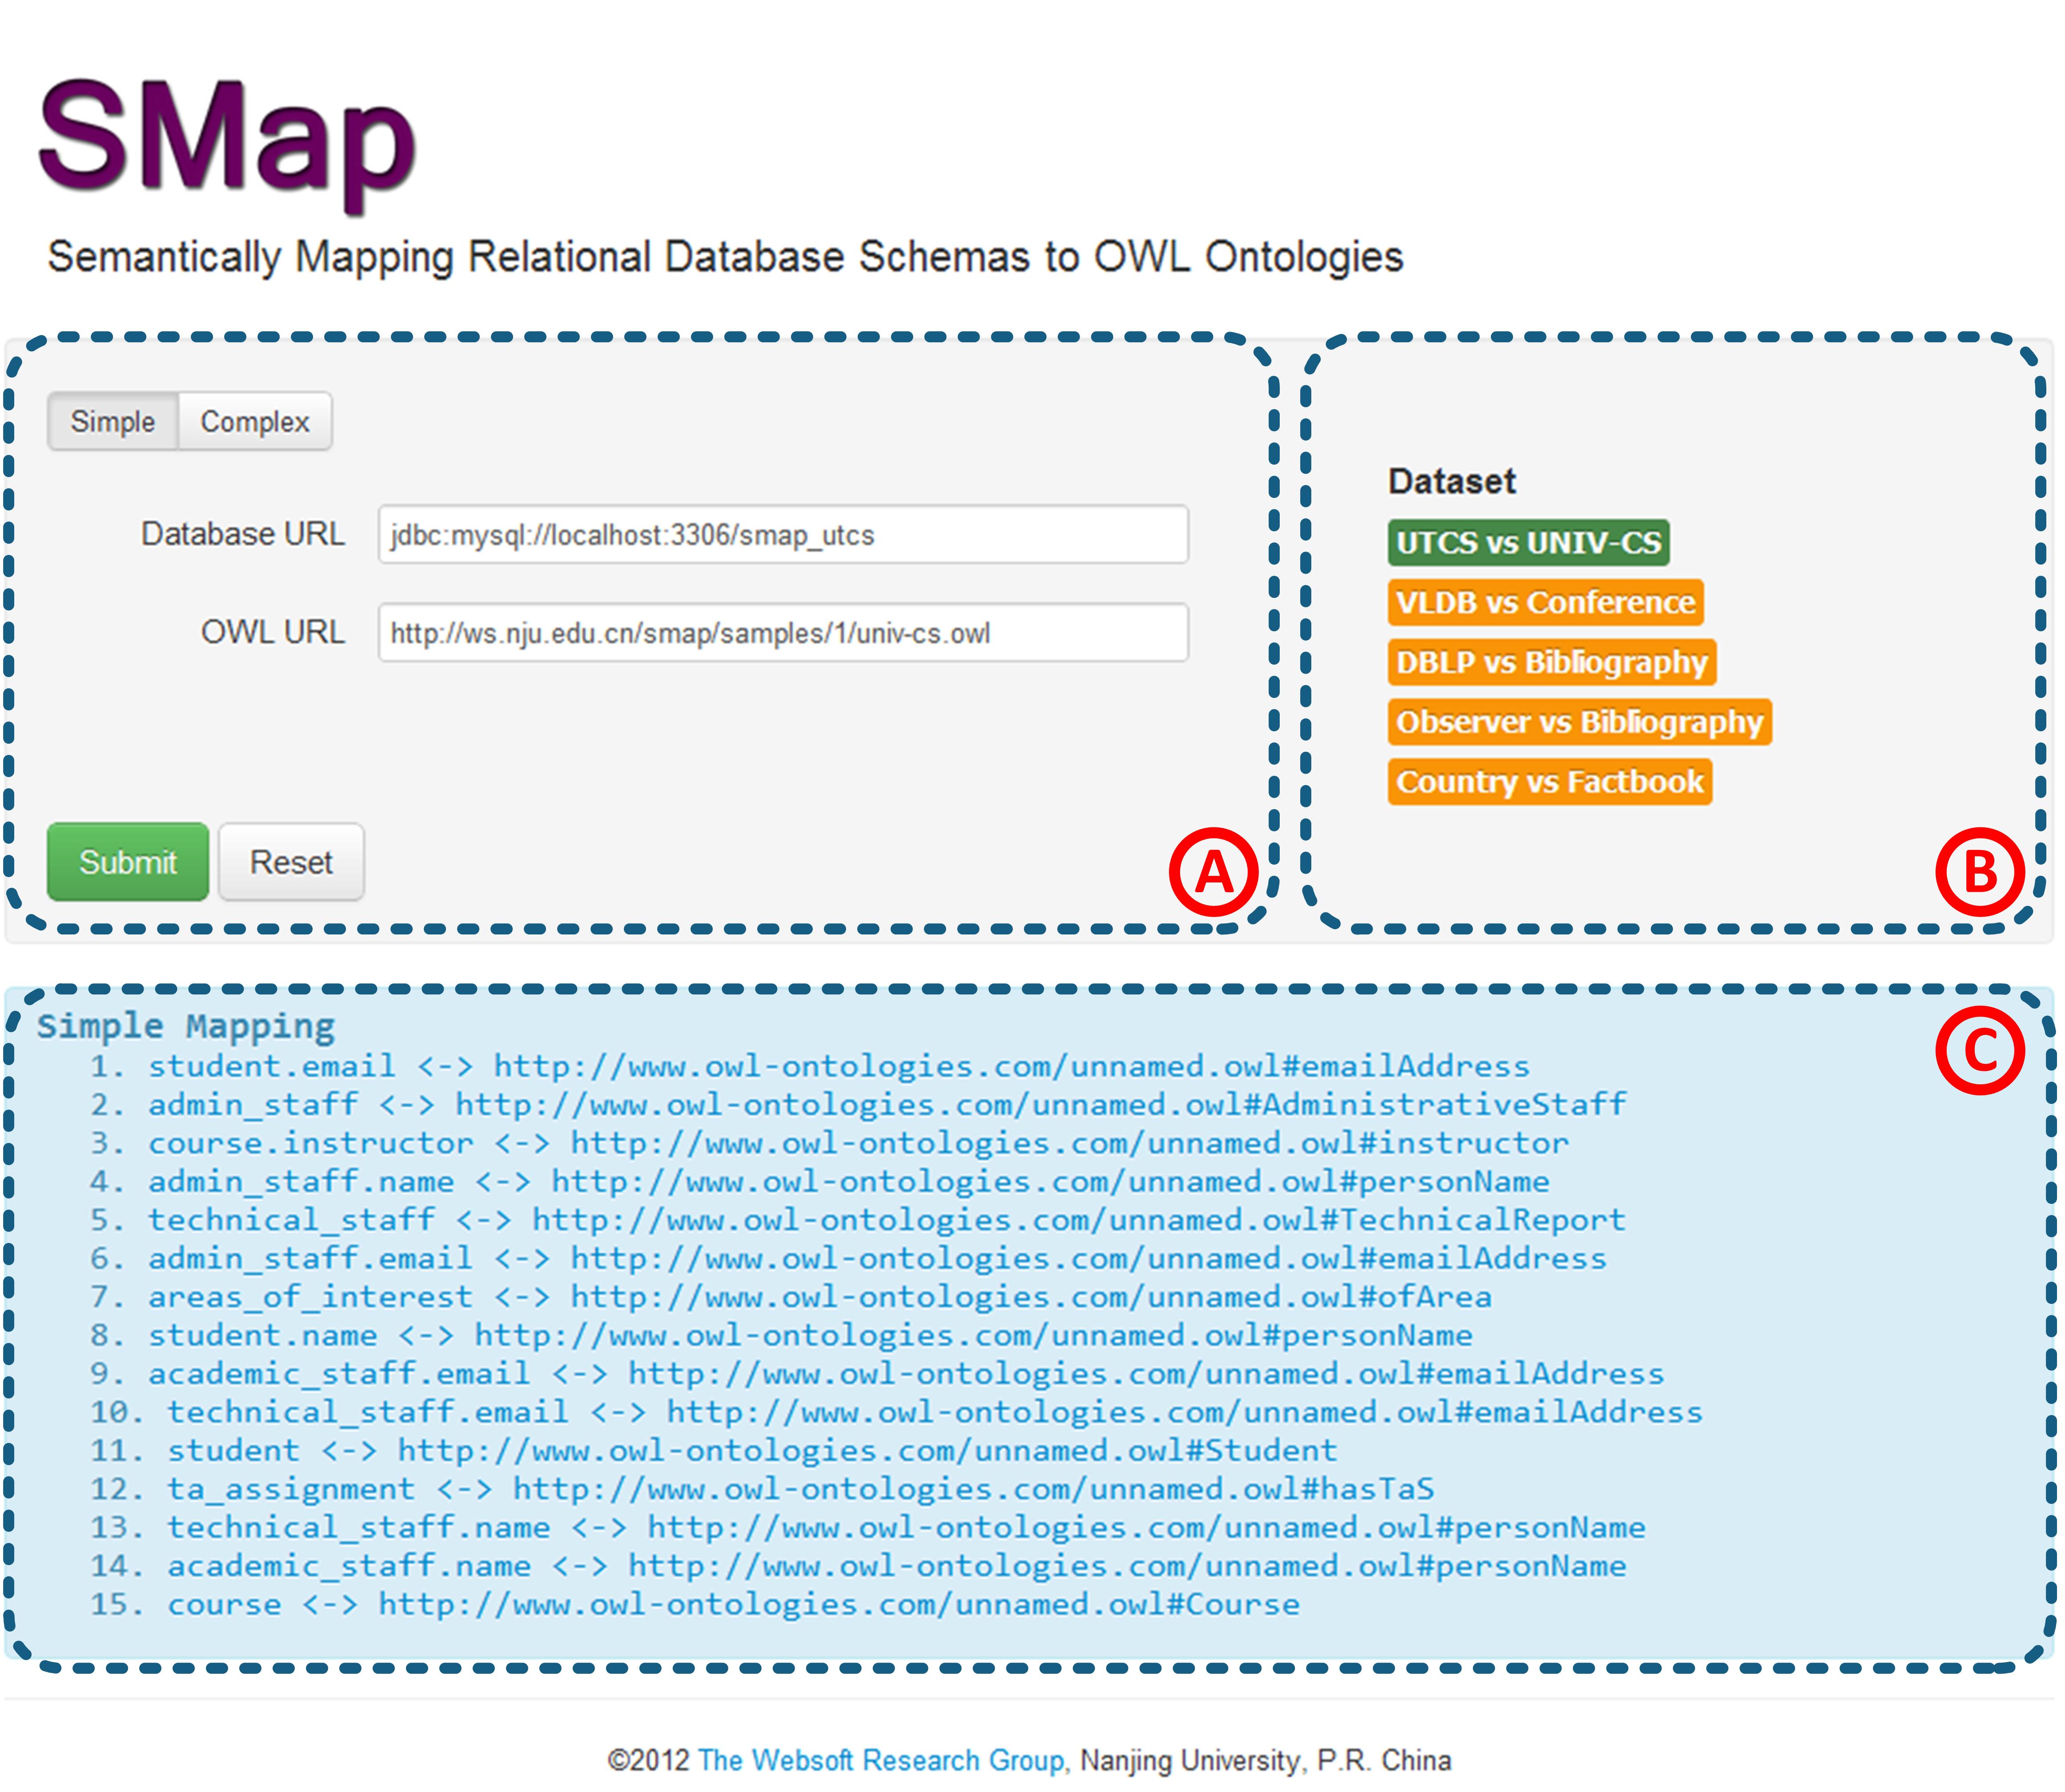 SMap
Semantically Mapping Relational Database Schemas to OWL Ontologies
Simple Complex
Database URL jdbc:mysql://localhost:3306/smap_utcs
OWL URL http://ws.nju.edu.cn/smap/samples/1/univ-cs.owl
Submit Reset
A
Dataset
UTCS vs UNIV-CS
VLDB vs Conference
DBLP vs Bibliography
Observer vs Bibliography
Country vs Factbook
B
Simple Mapping
C
1. student.email <-> http://www.owl-ontologies.com/unnamed.owl#emailAddress
2. admin_staff <-> http://www.owl-ontologies.com/unnamed.owl#AdministrativeStaff
3. course.instructor <-> http://www.owl-ontologies.com/unnamed.owl#instructor
4. admin_staff.name <-> http://www.owl-ontologies.com/unnamed.owl#personName
5. technical_staff <-> http://www.owl-ontologies.com/unnamed.owl#TechnicalReport
6. admin_staff.email <-> http://www.owl-ontologies.com/unnamed.owl#emailAddress
7. areas_of_interest <-> http://www.owl-ontologies.com/unnamed.owl#ofArea
8. student.name <-> http://www.owl-ontologies.com/unnamed.owl#personName
9. academic_staff.email <-> http://www.owl-ontologies.com/unnamed.owl#emailAddress
10. technical_staff.email <-> http://www.owl-ontologies.com/unnamed.owl#emailAddress
11. student <-> http://www.owl-ontologies.com/unnamed.owl#Student
12. ta_assignment <-> http://www.owl-ontologies.com/unnamed.owl#hasTaS
13. technical_staff.name <-> http://www.owl-ontologies.com/unnamed.owl#personName
14. academic_staff.name <-> http://www.owl-ontologies.com/unnamed.owl#personName
15. course <-> http://www.owl-ontologies.com/unnamed.owl#Course
©2012 The Websoft Research Group, Nanjing University, P.R. China